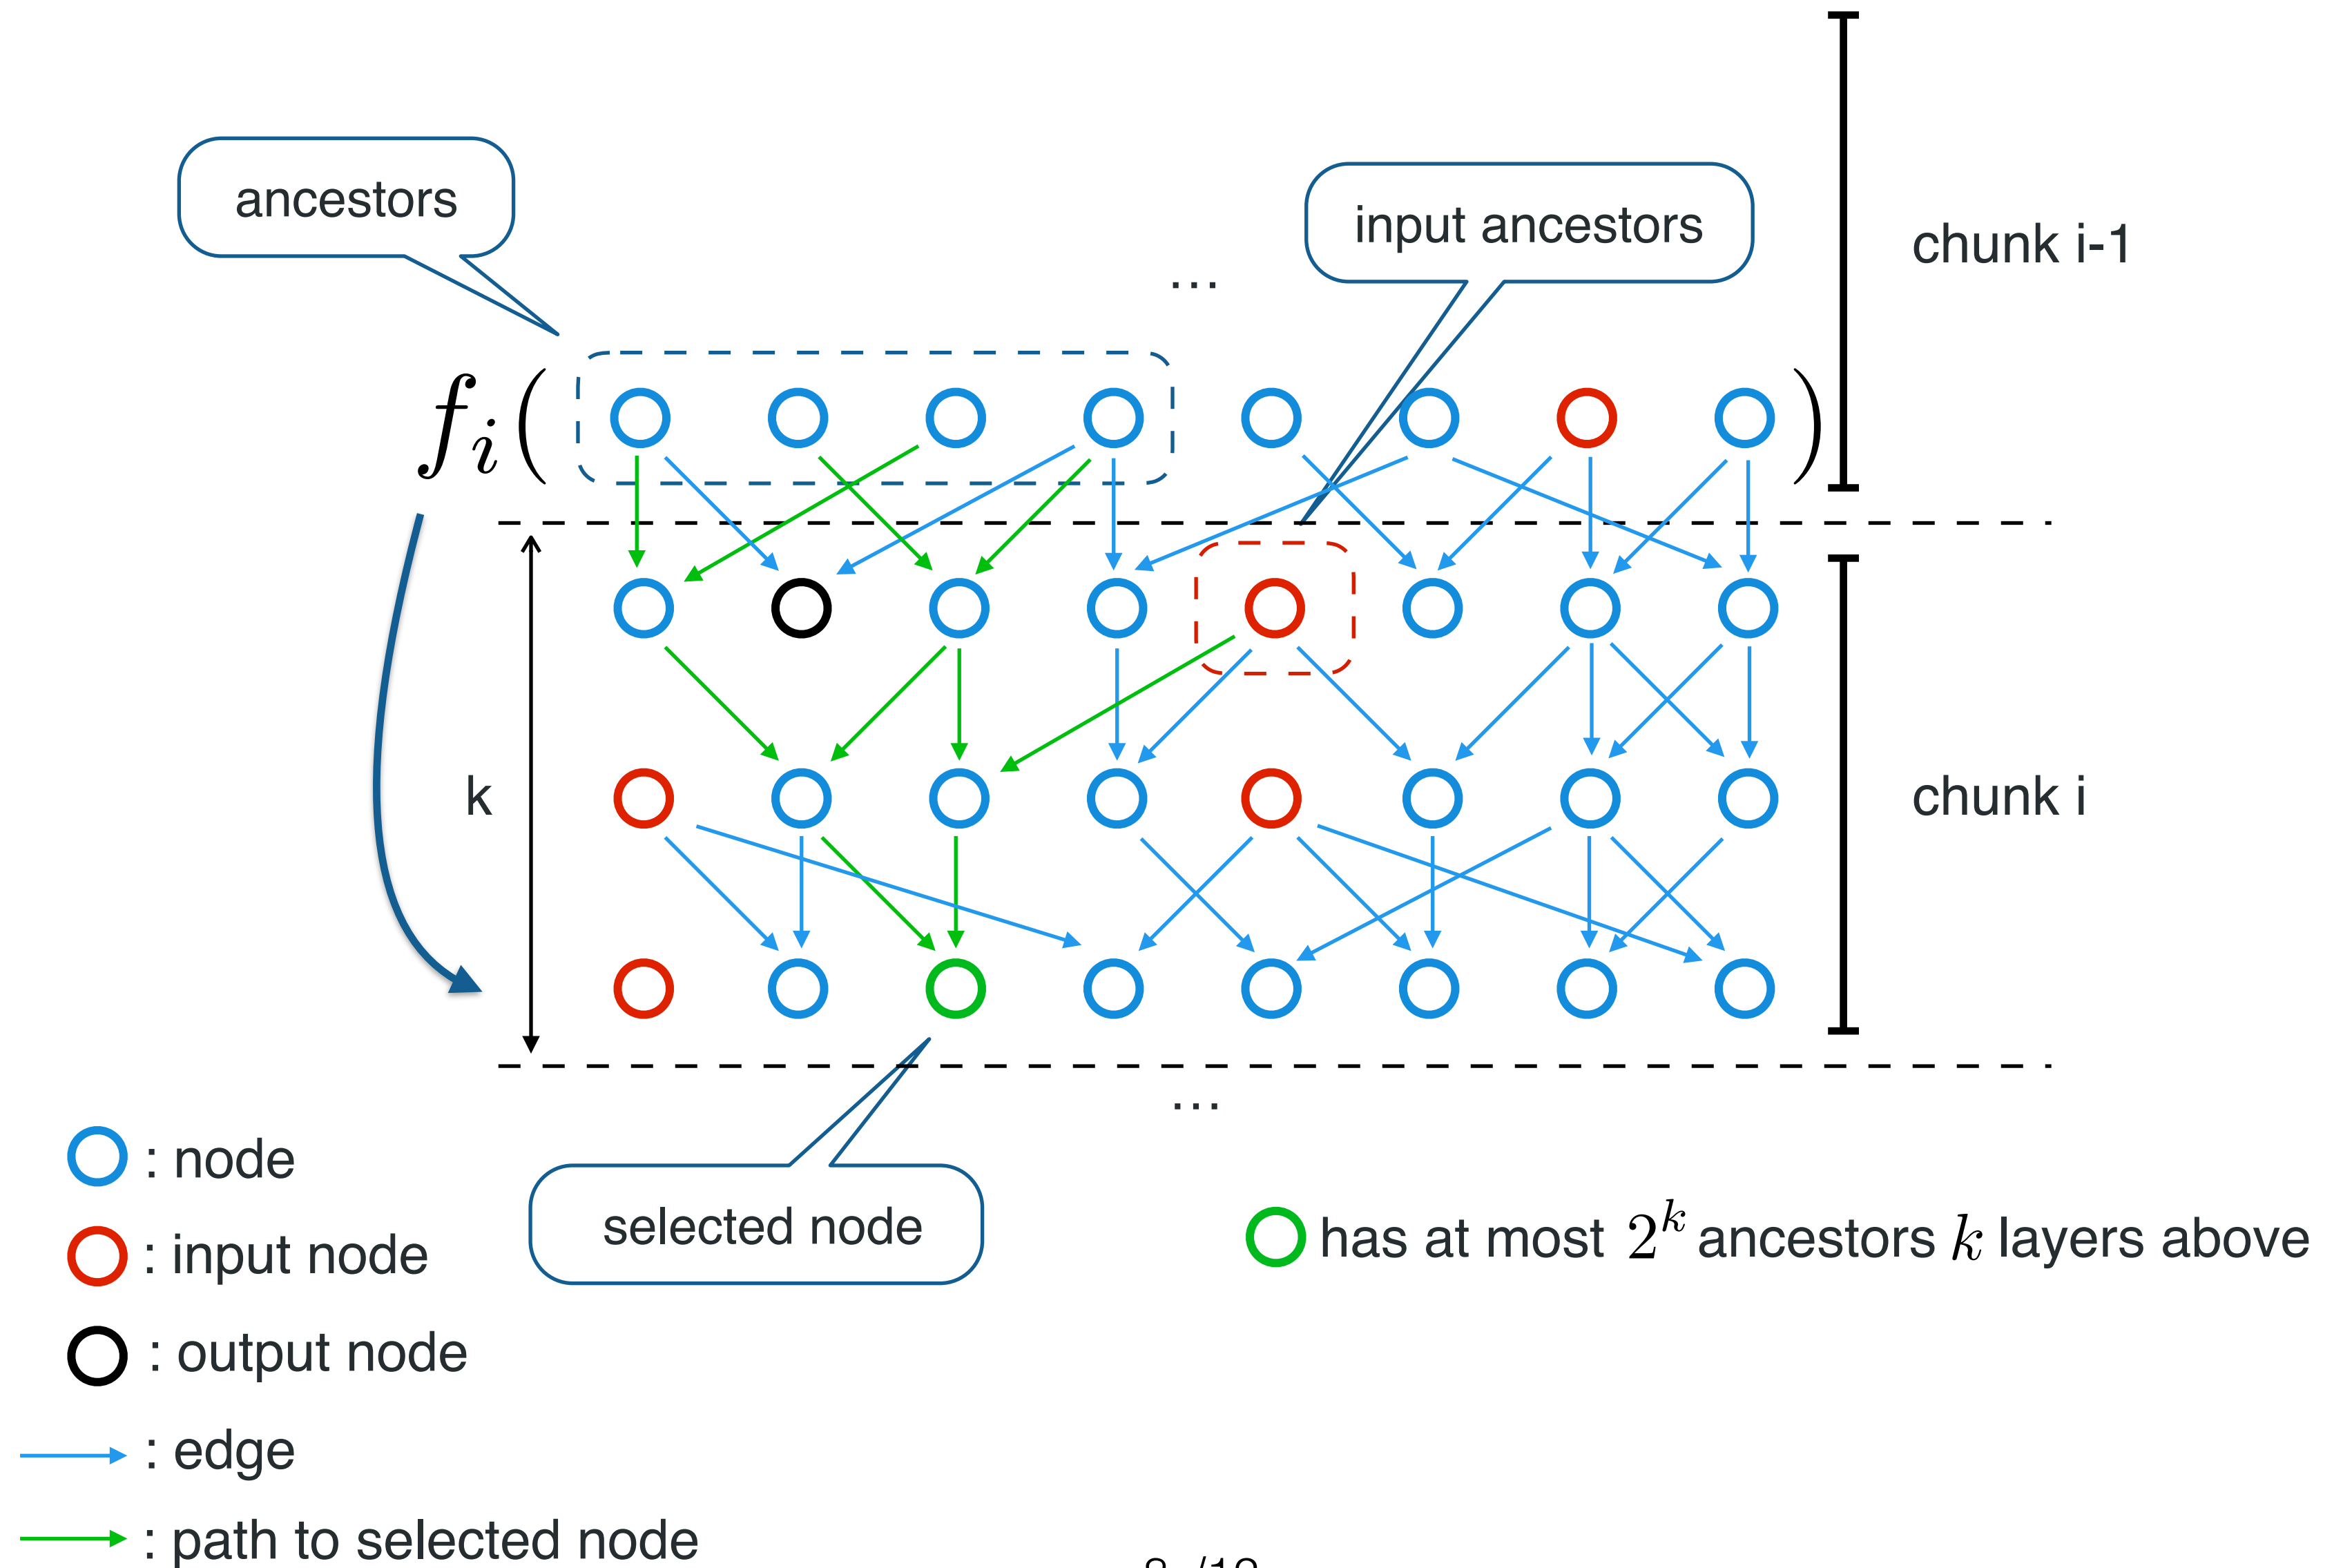 ancestors
input ancestors
chunk i-1
...
f_i(
)
k
chunk i
...
: node
selected node
: input node
has at most 2^k ancestors k layers above
: output node
: edge
: path to selected node